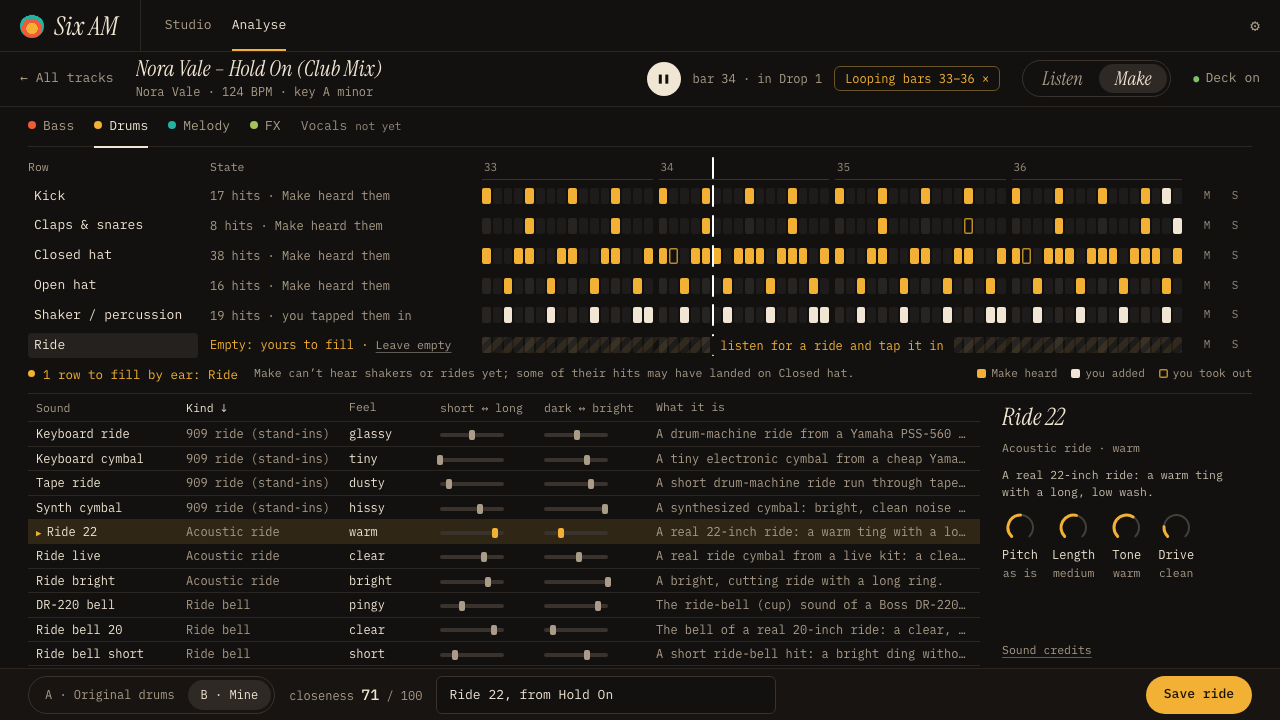 Six AM
Studio Analyse
⚙
← All tracks
Nora Vale – Hold On (Club Mix)
Nora Vale · 124 BPM · key A minor
bar 34 · in Drop 1
Looping bars 33–36 ×
Listen Make
● Deck on
Bass Drums Melody FX Vocals not yet
Row State 33 34 35 36
Kick 17 hits · Make heard them M S
Claps & snares 8 hits · Make heard them M S
Closed hat 38 hits · Make heard them M S
Open hat 16 hits · Make heard them M S
Shaker / percussion 19 hits · you tapped them in M S
Ride Empty: yours to fill · Leave empty listen for a ride and tap it in M S
1 row to fill by ear: Ride Make can’t hear shakers or rides yet; some of their hits may have landed on Closed hat. Make heard you added you took out
Sound Kind ↓ Feel short ↔ long dark ↔ bright What it is
Keyboard ride 909 ride (stand-ins) glassy A drum-machine ride from a Yamaha PSS-560 …
Keyboard cymbal 909 ride (stand-ins) tiny A tiny electronic cymbal from a cheap Yama…
Tape ride 909 ride (stand-ins) dusty A short drum-machine ride run through tape…
Synth cymbal 909 ride (stand-ins) hissy A synthesized cymbal: bright, clean noise …
▶ Ride 22 Acoustic ride warm A real 22-inch ride: a warm ting with a lo…
Ride live Acoustic ride clear A real ride cymbal from a live kit: a clea…
Ride bright Acoustic ride bright A bright, cutting ride with a long ring.
DR-220 bell Ride bell pingy The ride-bell (cup) sound of a Boss DR-220…
Ride bell 20 Ride bell clear The bell of a real 20-inch ride: a clear, …
Ride bell short Ride bell short A short ride-bell hit: a bright ding witho…
Ride 22
Acoustic ride · warm
A real 22-inch ride: a warm ting
with a long, low wash.
Pitch Length Tone Drive
as is medium warm clean
Sound credits
A · Original drums B · Mine closeness 71 / 100 Ride 22, from Hold On Save ride